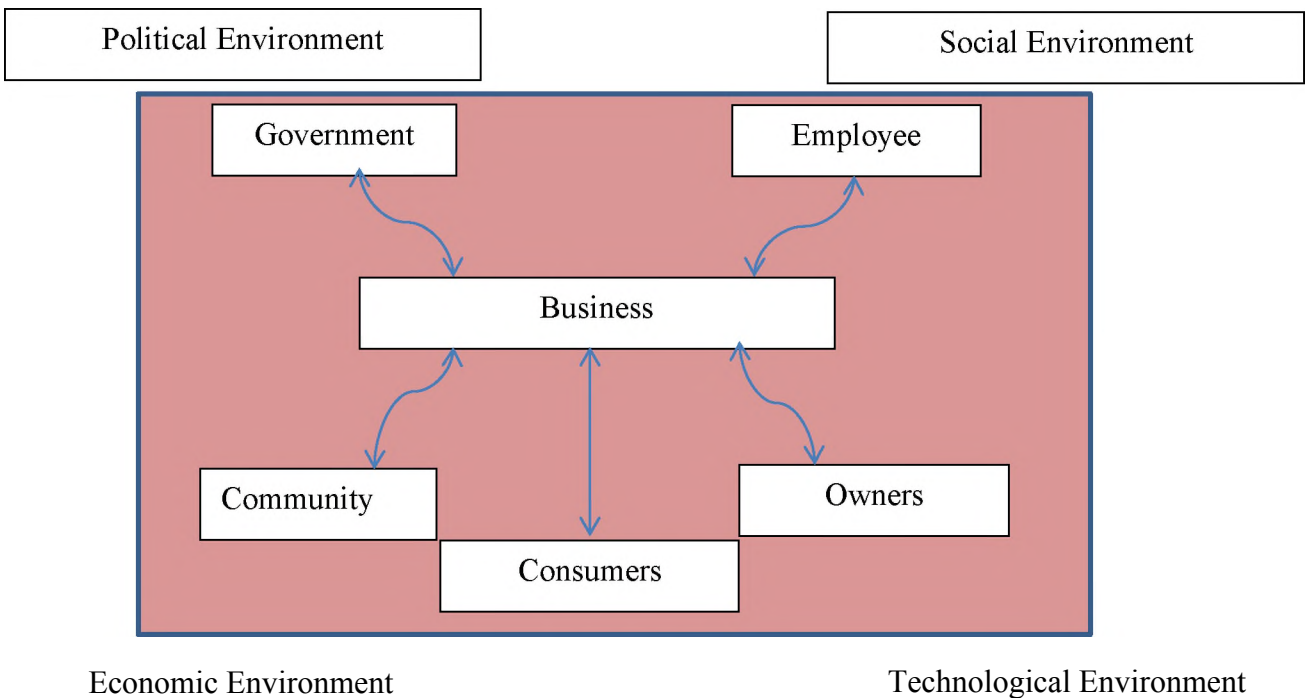 Political Environment
Social Environment
Government
Employee
Business
Community
Owners
Consumers
Economic Environment
Technological Environment